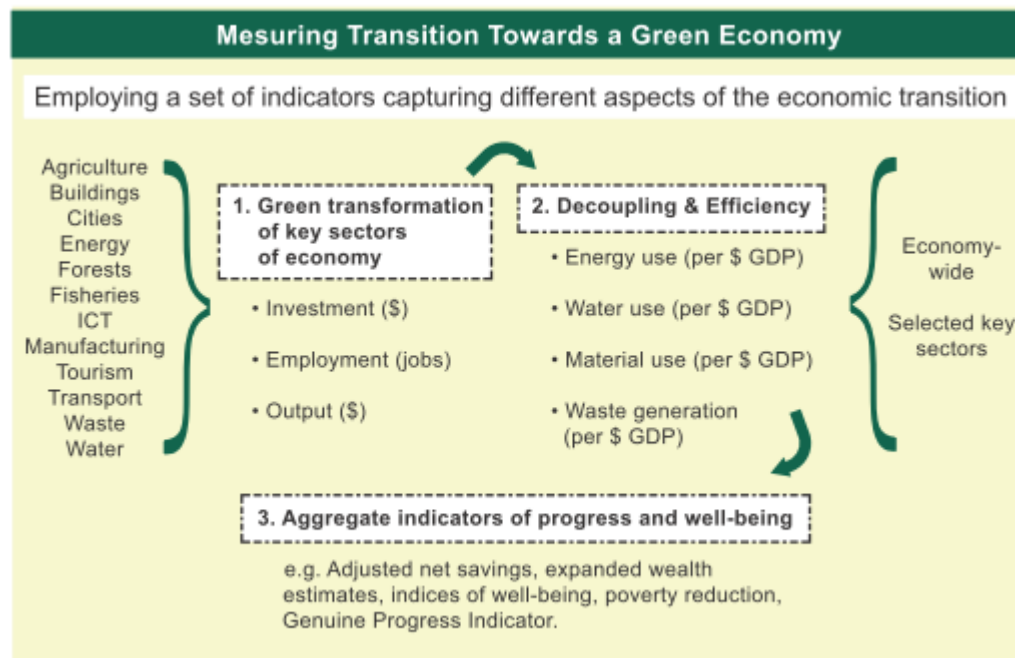 Mesuring Transition Towards a Green Economy
Employing a set of indicators capturing different aspects of the economic transition
Agriculture
Buildings
Cities
Energy
Forests
Fisheries
ICT
Manufacturing
Tourism
Transport
Waste
Water
1. Green transformation
of key sectors
of economy
• Investment ($)
• Employment (jobs)
• Output ($)
2. Decoupling & Efficiency
• Energy use (per $ GDP)
• Water use (per $ GDP)
• Material use (per $ GDP)
• Waste generation
(per $ GDP)
Economy-
wide
Selected key
sectors
3. Aggregate indicators of progress and well-being
e.g. Adjusted net savings, expanded wealth
estimates, indices of well-being, poverty reduction,
Genuine Progress Indicator.